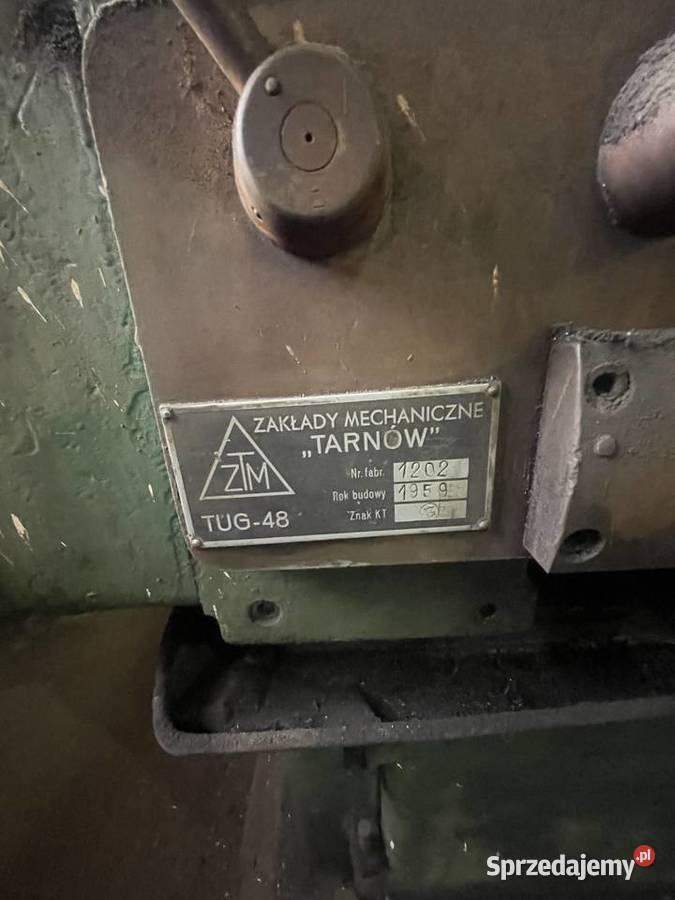 ZAKŁADY MECHANICZNE
„TARNÓW”
ZTM
TUG-48
Nr. fabr. 1202
Rok budowy 1959
Znak KT
Sprzedajemy.pl